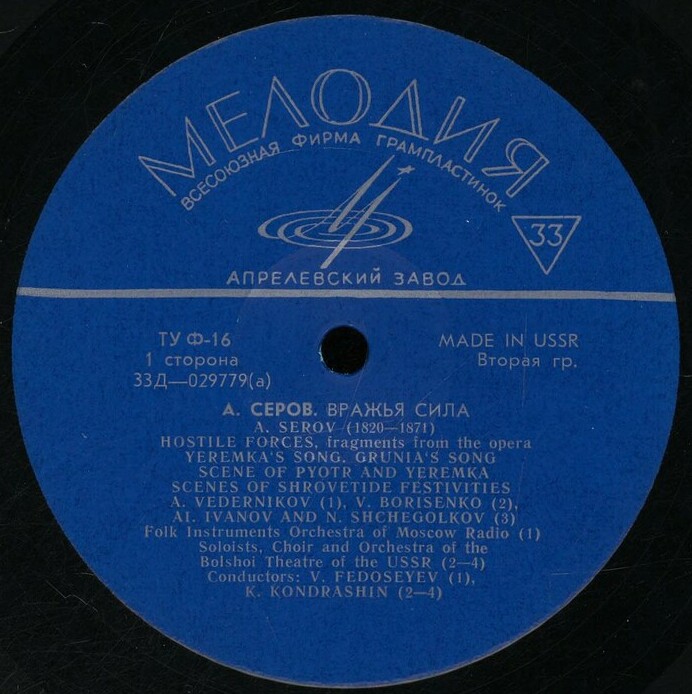 МЕЛОДИЯ
ВСЕСОЮЗНАЯ ФИРМА ГРАМПЛАСТИНОК
33
АПРЕЛЕВСКИЙ ЗАВОД
ТУ Ф-16
MADE IN USSR
1 сторона
Вторая гр.
33Д—029779(а)
А. СЕРОВ. ВРАЖЬЯ СИЛА
A. SEROV (1820—1871)
HOSTILE FORCES, fragments from the opera
YEREMKA'S SONG. GRUNIA'S SONG
SCENE OF PYOTR AND YEREMKA
SCENES OF SHROVETIDE FESTIVITIES
A. VEDERNIKOV (1), V. BORISENKO (2),
Al. IVANOV AND N. SHCHEGOLKOV (3)
Folk Instruments Orchestra of Moscow Radio (1)
Soloists, Choir and Orchestra of the
Bolshoi Theatre of the USSR (2—4)
Conductors: V. FEDOSEYEV (1),
K. KONDRASHIN (2—4)